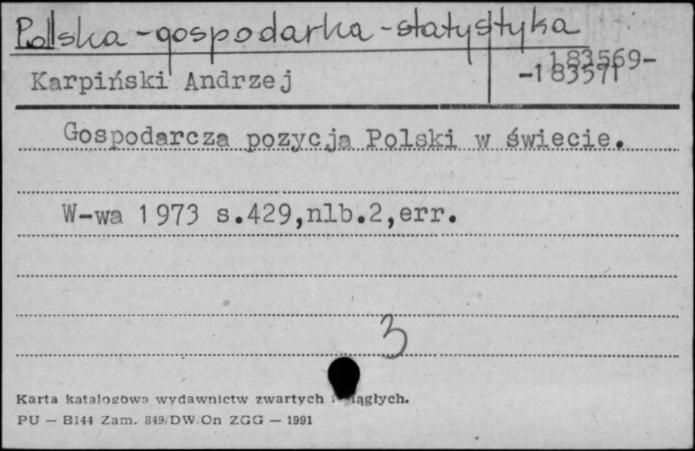 Polska - gospodarka - statystyka
183569-
Karpiński Andrzej -183571
Gospodarcza pozycja Polski w świecie.
W-wa 1973 s.429,nlb.2,err.
3
Karta katalogowa wydawnictw zwartych i ciągłych.
PU — B144 Zam. 849/DW/Cn ZGG — 1991